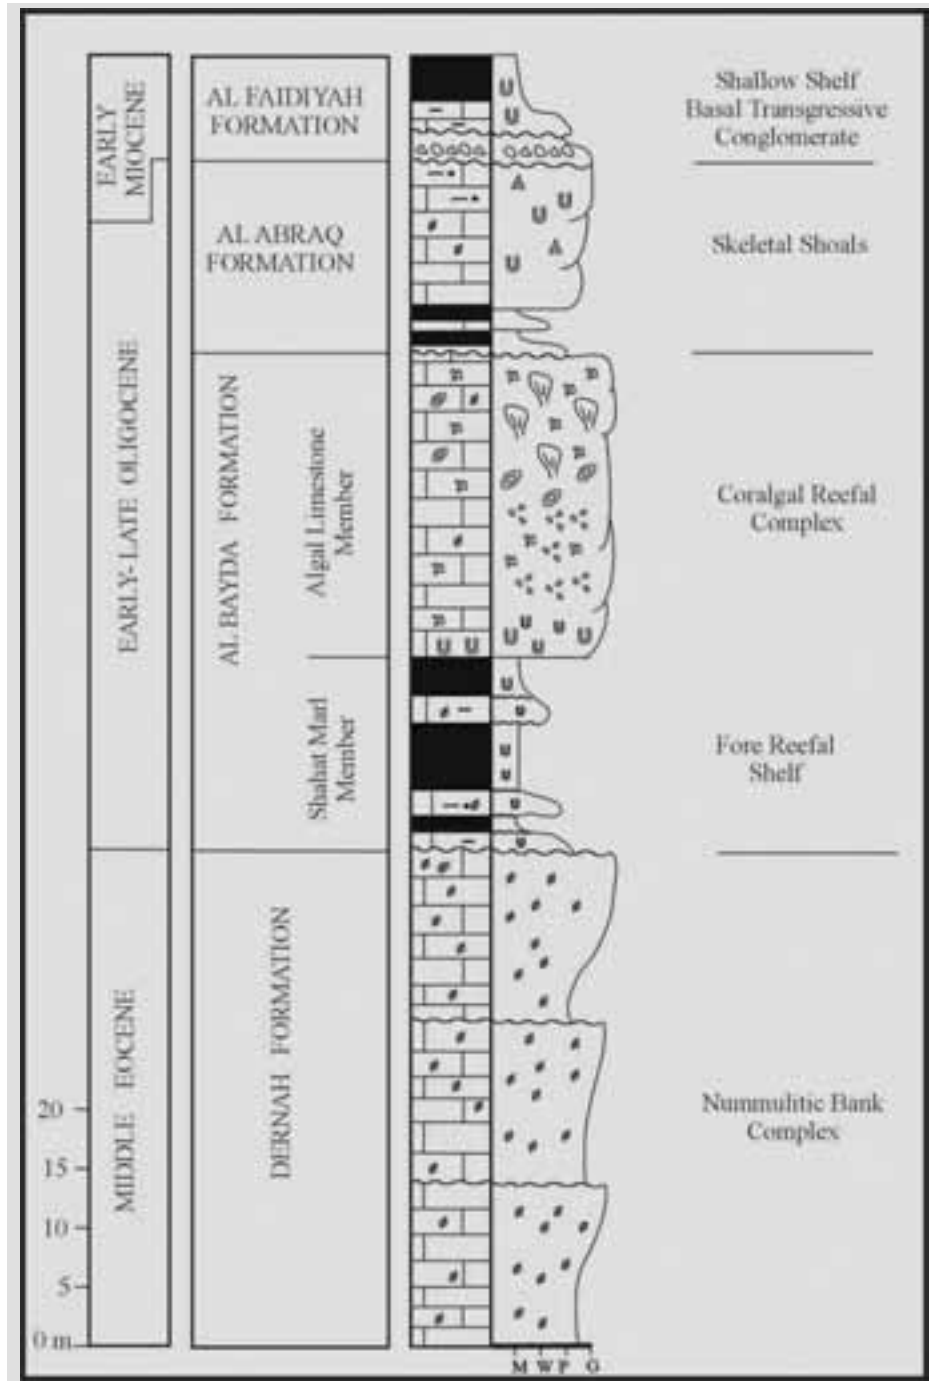 EARLY
MIOCENE
EARLY- LATE OLIGOCENE
MIDDLE EOCENE
AL FAIDIYAH
FORMATION
AL ABRAQ
FORMATION
AL BAYDA FORMATION
Algal Limestone
Member
Shahat Marl
Member
DERNAH FORMATION
Shallow Shelf
Basal Transgressive
Conglomerate
Skeletal Shoals
Coralgal Reefal
Complex
Fore Reefal
Shelf
Nummulitic Bank
Complex
20
15
10
5
0 m
M W P G